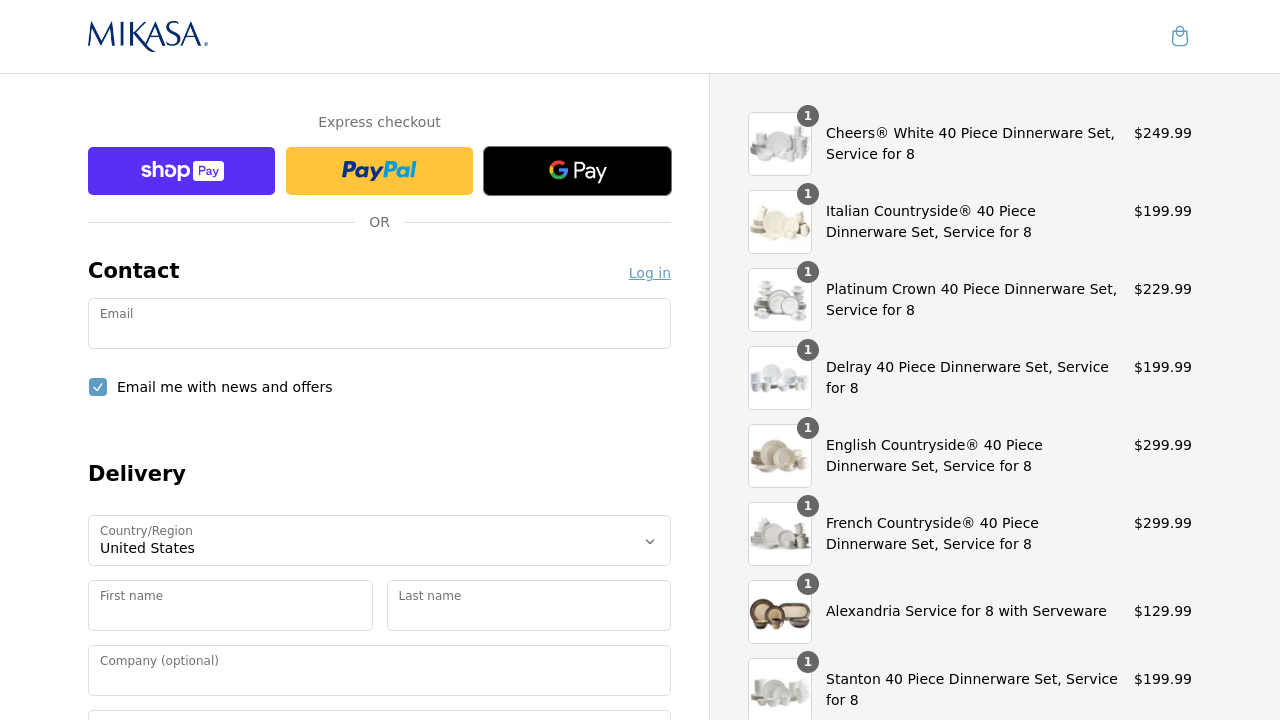 MIKASA
Express checkout
shop Pay
PayPal
G Pay
OR
Contact
Log in
Email
Email me with news and offers
Delivery
Country/Region
United States
First name
Last name
Company (optional)
1
Cheers® White 40 Piece Dinnerware Set,
Service for 8
$249.99
1
Italian Countryside® 40 Piece
Dinnerware Set, Service for 8
$199.99
1
Platinum Crown 40 Piece Dinnerware Set,
Service for 8
$229.99
1
Delray 40 Piece Dinnerware Set, Service
for 8
$199.99
1
English Countryside® 40 Piece
Dinnerware Set, Service for 8
$299.99
1
French Countryside® 40 Piece
Dinnerware Set, Service for 8
$299.99
1
Alexandria Service for 8 with Serveware
$129.99
1
Stanton 40 Piece Dinnerware Set, Service
for 8
$199.99